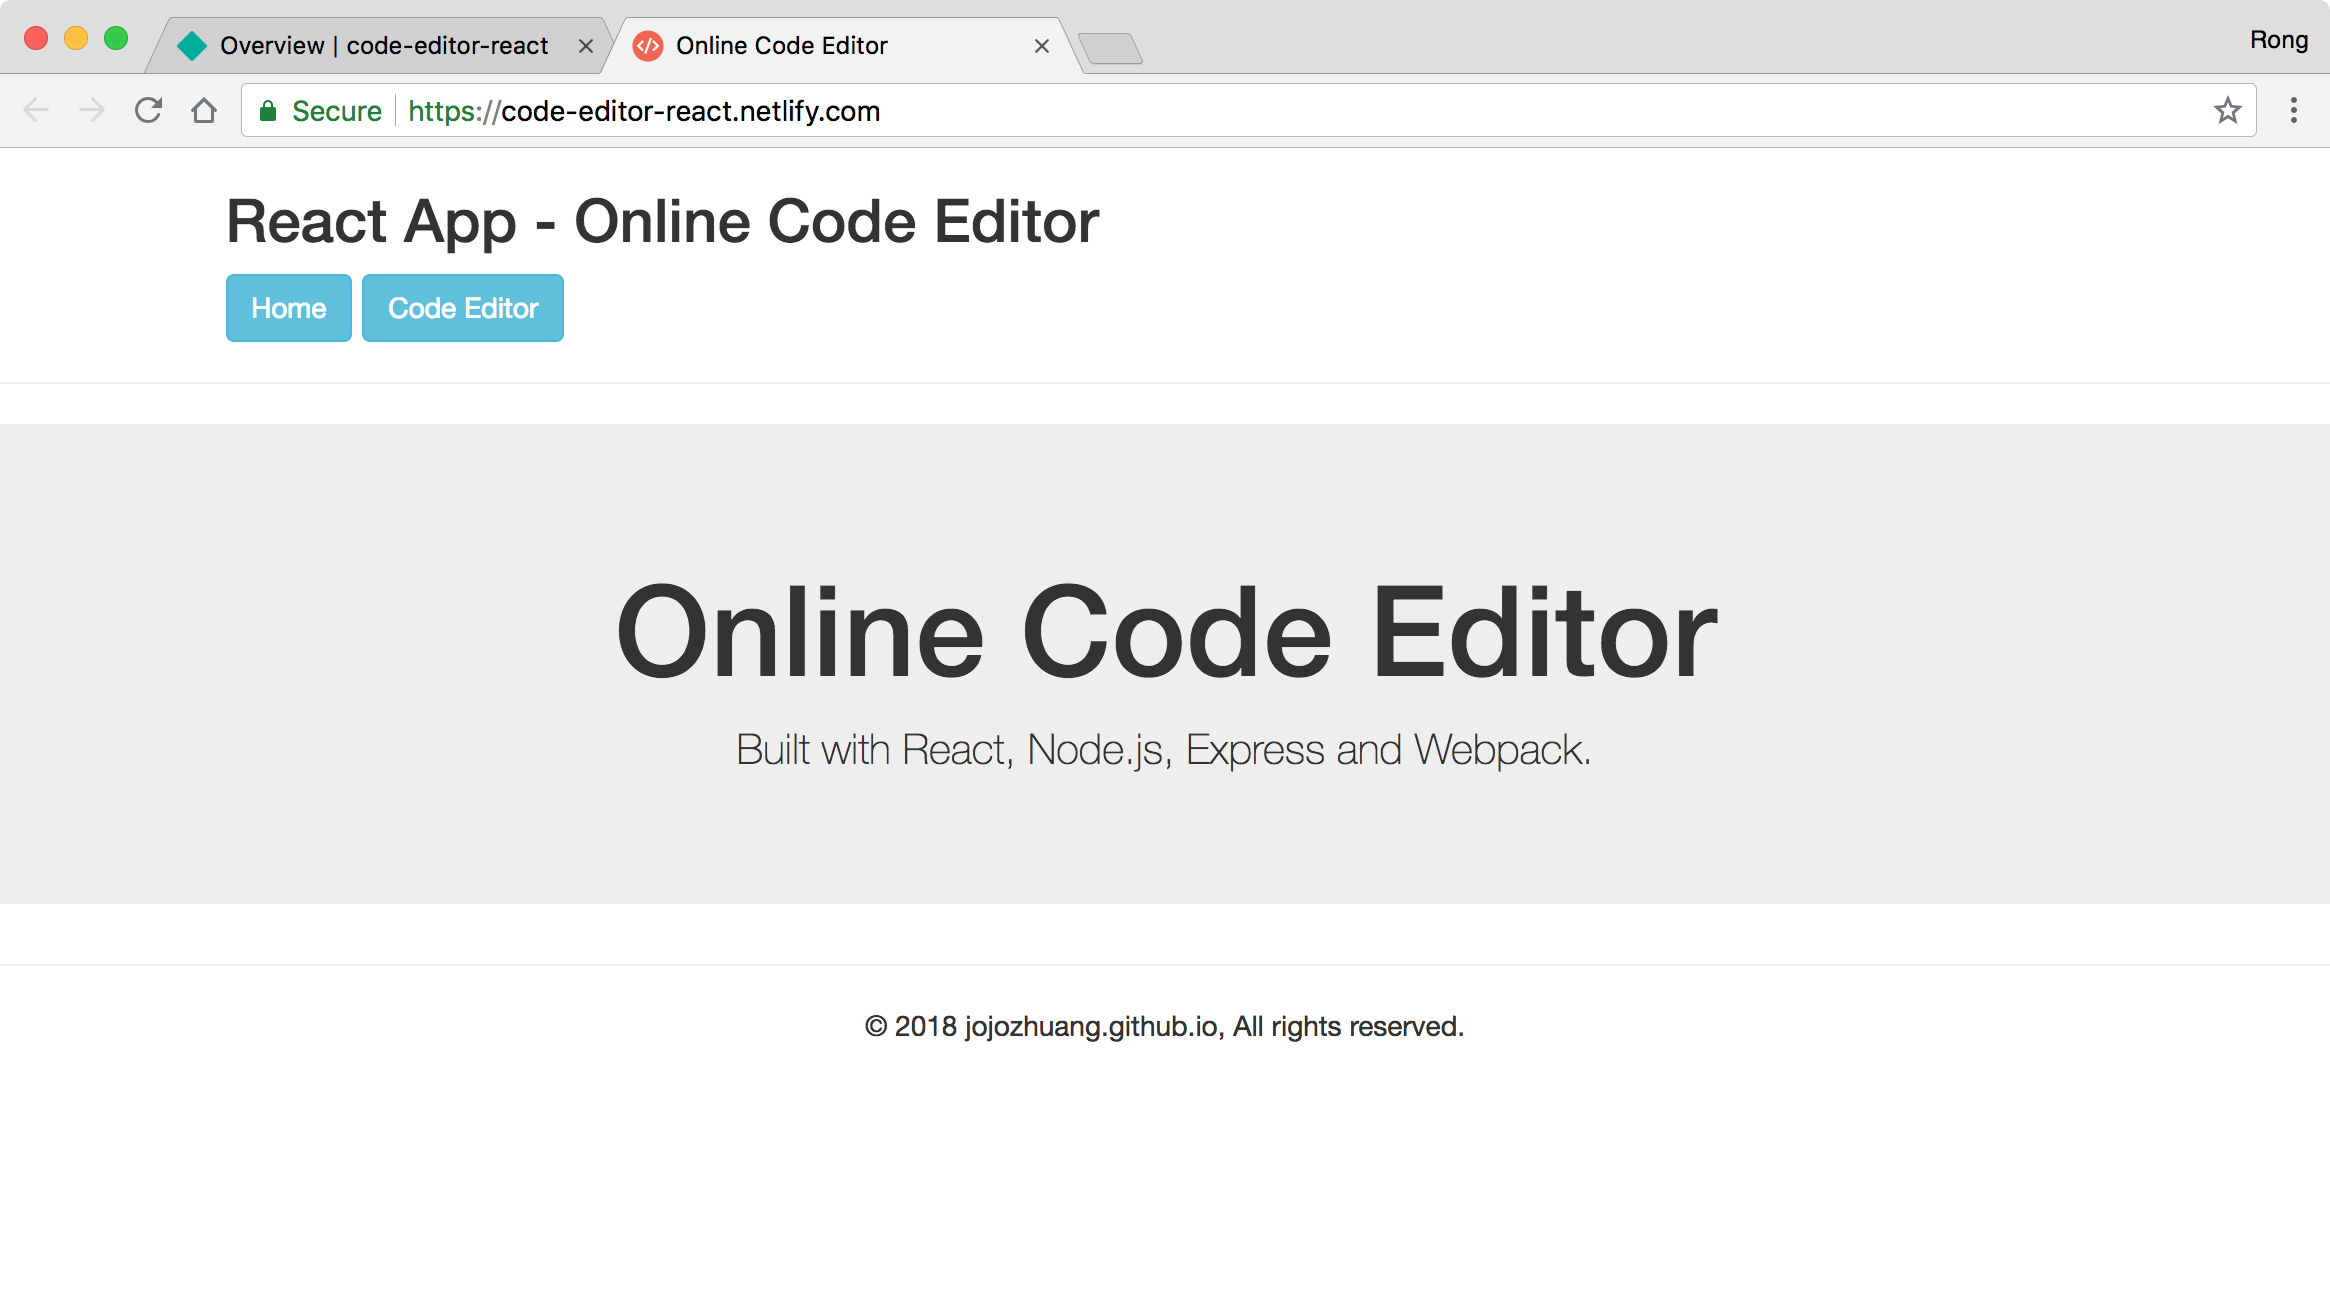 Overview | code-editor-react
Online Code Editor
Rong
Secure
https://code-editor-react.netlify.com
React App - Online Code Editor
Home
Code Editor
Online Code Editor
Built with React, Node.js, Express and Webpack.
© 2018 jojozhuang.github.io, All rights reserved.